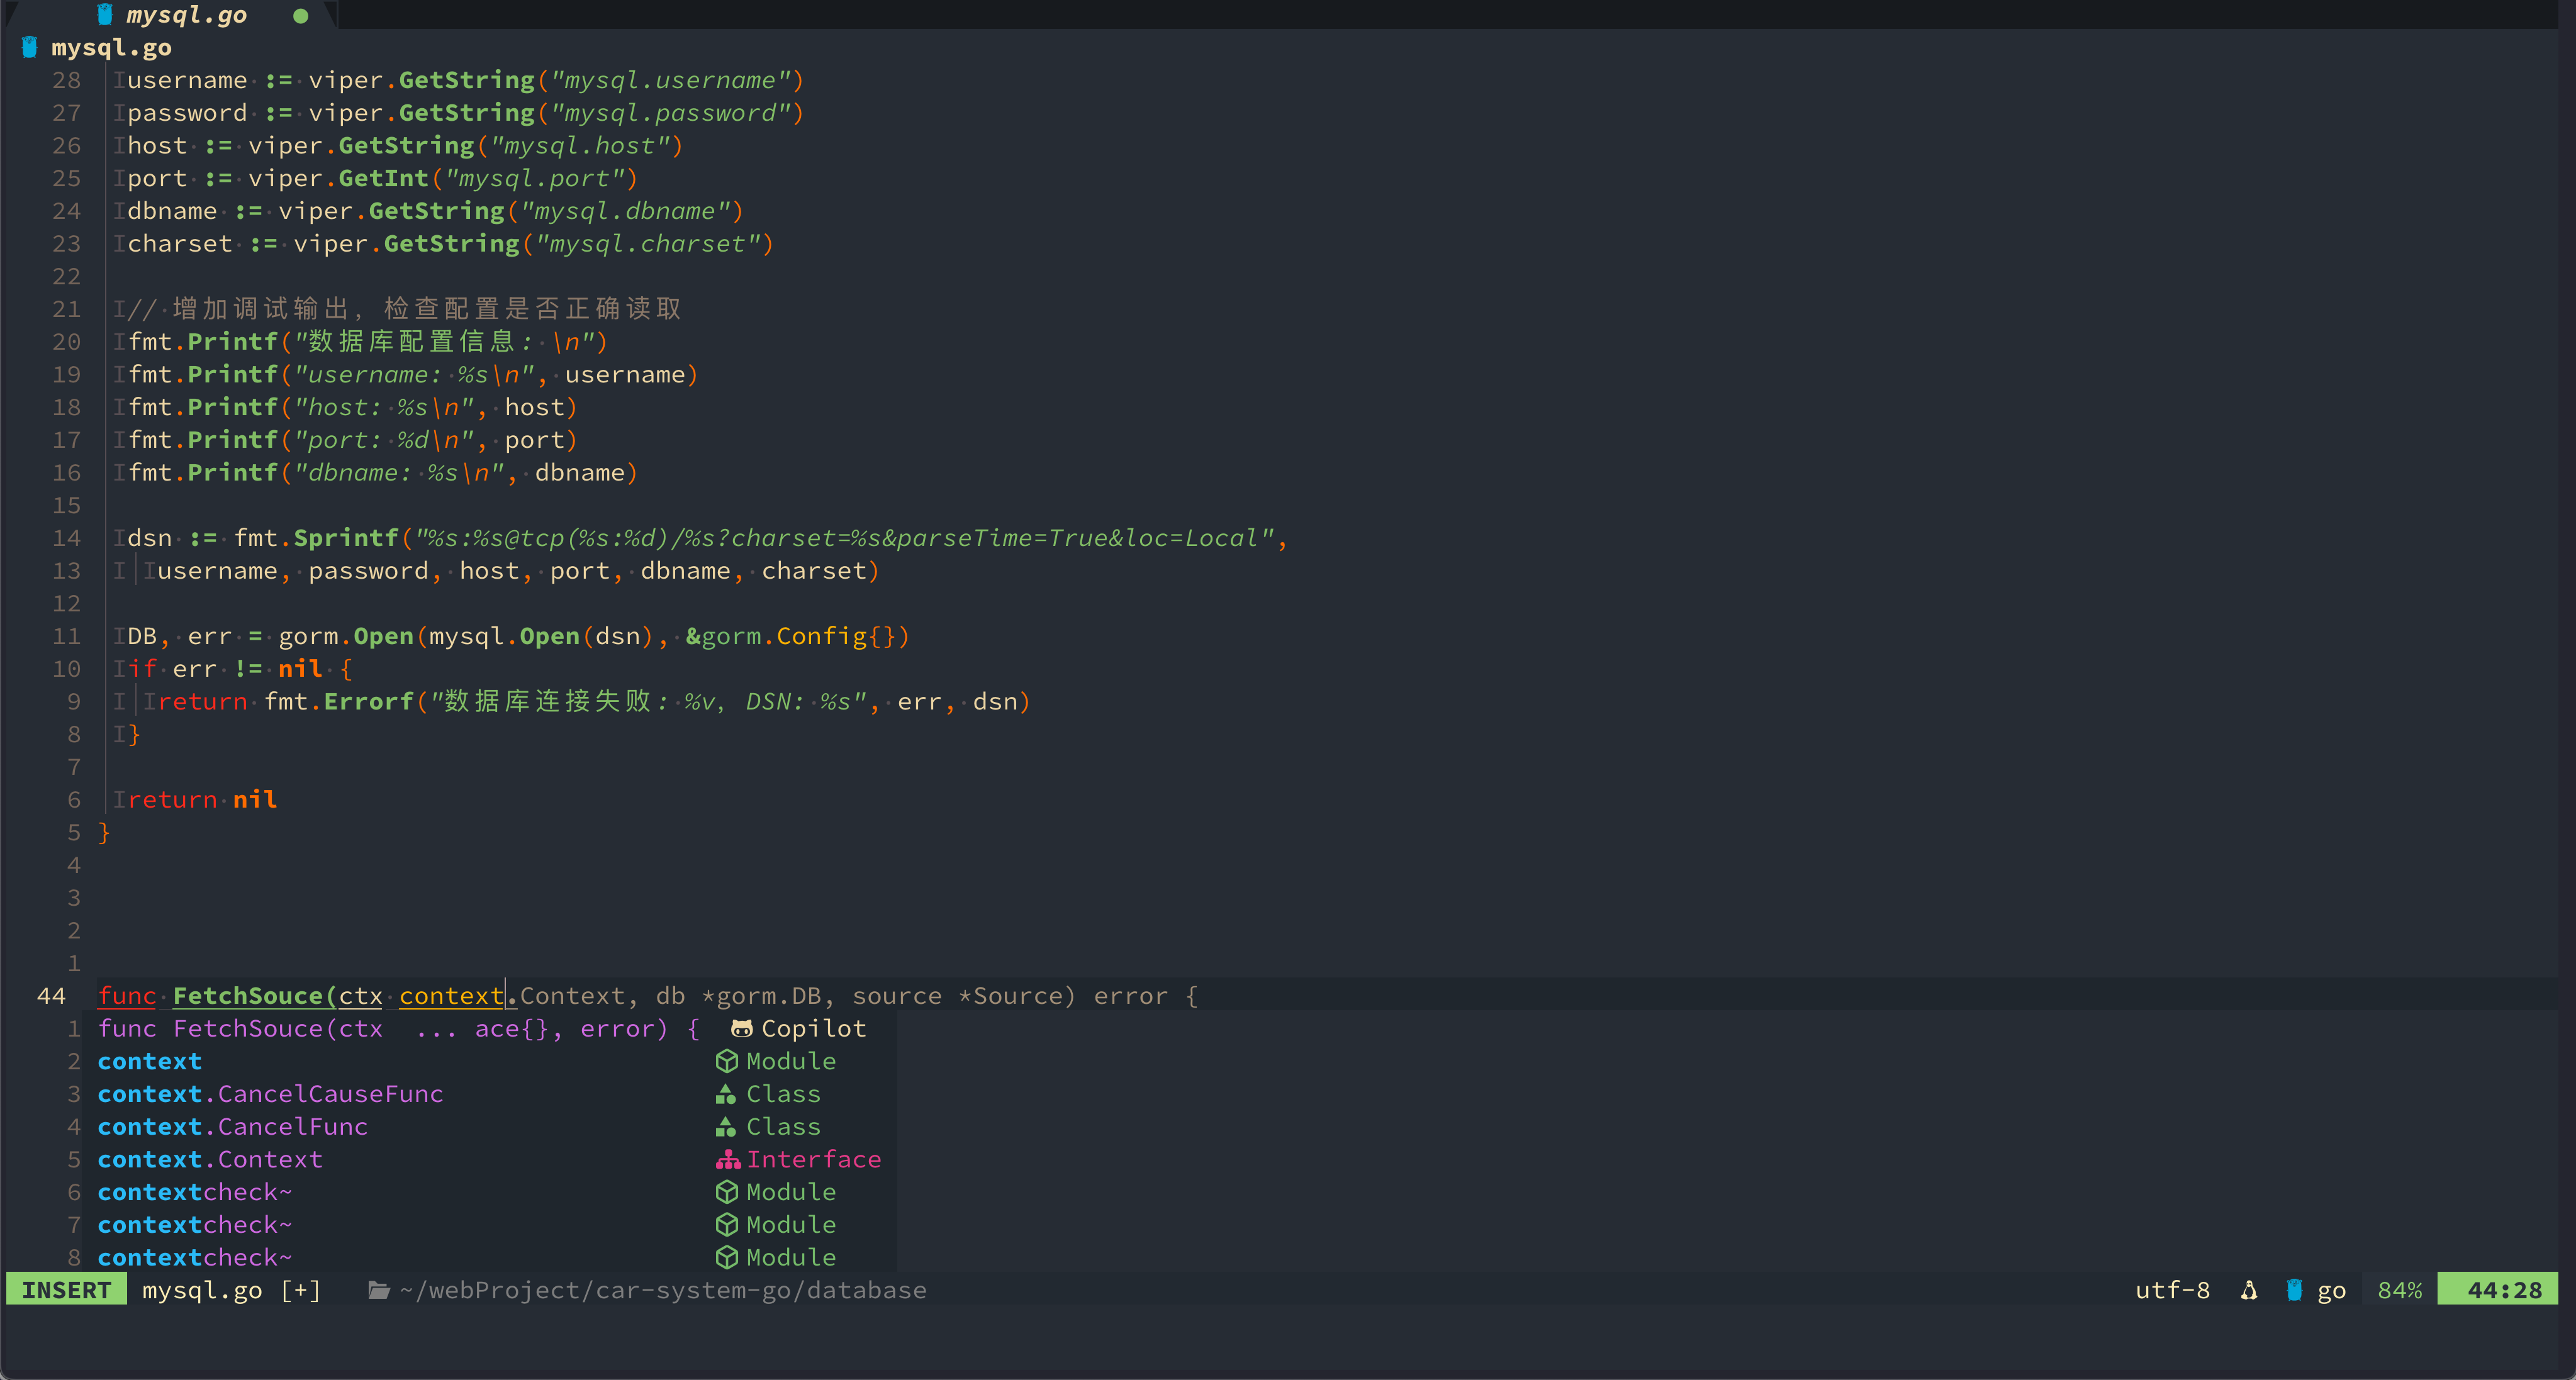 mysql.go
mysql.go
28 username := viper.GetString("mysql.username")
27 password := viper.GetString("mysql.password")
26 host := viper.GetString("mysql.host")
25 port := viper.GetInt("mysql.port")
24 dbname := viper.GetString("mysql.dbname")
23 charset := viper.GetString("mysql.charset")
22
21 // 增加调试输出，检查配置是否正确读取
20 fmt.Printf("数据库配置信息: \n")
19 fmt.Printf("username: %s\n", username)
18 fmt.Printf("host: %s\n", host)
17 fmt.Printf("port: %d\n", port)
16 fmt.Printf("dbname: %s\n", dbname)
15
14 dsn := fmt.Sprintf("%s:%s@tcp(%s:%d)/%s?charset=%s&parseTime=True&loc=Local",
13 username, password, host, port, dbname, charset)
12
11 DB, err = gorm.Open(mysql.Open(dsn), &gorm.Config{})
10 if err != nil {
9 return fmt.Errorf("数据库连接失败: %v, DSN: %s", err, dsn)
8 }
7
6 return nil
5 }
4
3
2
1
44 func FetchSouce(ctx context.Context, db *gorm.DB, source *Source) error {
1 func FetchSouce(ctx ... ace{}, error) { Copilot
2 context Module
3 context.CancelCauseFunc Class
4 context.CancelFunc Class
5 context.Context Interface
6 contextcheck~ Module
7 contextcheck~ Module
8 contextcheck~ Module
INSERT mysql.go [+] ~/webProject/car-system-go/database utf-8 go 84% 44:28